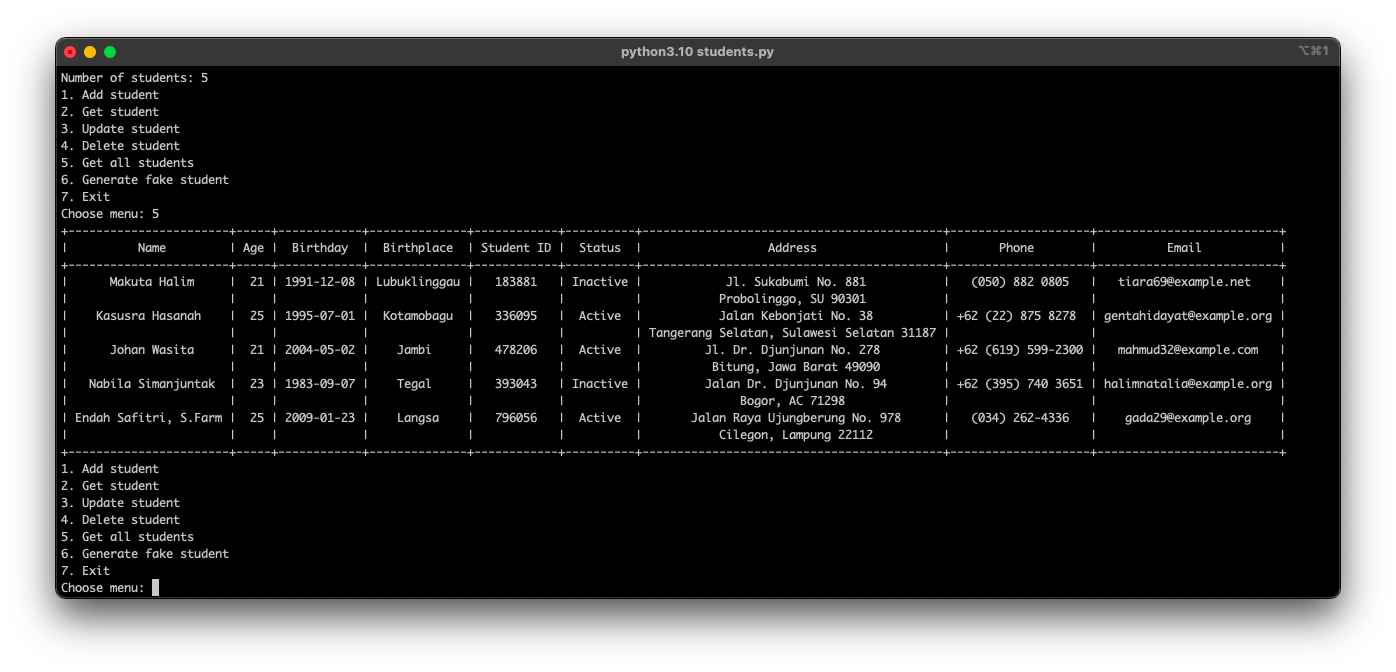 python3.10 students.py
⌥⌘1
Number of students: 5
1. Add student
2. Get student
3. Update student
4. Delete student
5. Get all students
6. Generate fake student
7. Exit
Choose menu: 5
+-----------------------+-----+------------+--------------+------------+----------+-------------------------------------------+--------------------+--------------------------+
|          Name         | Age |  Birthday  |  Birthplace  | Student ID |  Status  |                  Address                  |       Phone        |          Email           |
+-----------------------+-----+------------+--------------+------------+----------+-------------------------------------------+--------------------+--------------------------+
|      Makuta Halim     |  21 | 1991-12-08 | Lubuklinggau |   183881   | Inactive |            Jl. Sukabumi No. 881           |   (050) 882 0805   |   tiara69@example.net    |
|                       |     |            |              |            |          |           Probolinggo, SU 90301           |                    |                          |
|    Kasusra Hasanah    |  25 | 1995-07-01 |  Kotamobagu  |   336095   |  Active  |           Jalan Kebonjati No. 38          | +62 (22) 875 8278  | gentahidayat@example.org |
|                       |     |            |              |            |          | Tangerang Selatan, Sulawesi Selatan 31187 |                    |                          |
|      Johan Wasita     |  21 | 2004-05-02 |    Jambi     |   478206   |  Active  |         Jl. Dr. Djunjunan No. 278         | +62 (619) 599-2300 |   mahmud32@example.com   |
|                       |     |            |              |            |          |          Bitung, Jawa Barat 49090         |                    |                          |
|   Nabila Simanjuntak  |  23 | 1983-09-07 |    Tegal     |   393043   | Inactive |         Jalan Dr. Djunjunan No. 94        | +62 (395) 740 3651 | halimnatalia@example.org |
|                       |     |            |              |            |          |              Bogor, AC 71298              |                    |                          |
| Endah Safitri, S.Farm |  25 | 2009-01-23 |    Langsa    |   796056   |  Active  |       Jalan Raya Ujungberung No. 978      |   (034) 262-4336   |    gada29@example.org    |
|                       |     |            |              |            |          |           Cilegon, Lampung 22112          |                    |                          |
+-----------------------+-----+------------+--------------+------------+----------+-------------------------------------------+--------------------+--------------------------+
1. Add student
2. Get student
3. Update student
4. Delete student
5. Get all students
6. Generate fake student
7. Exit
Choose menu: